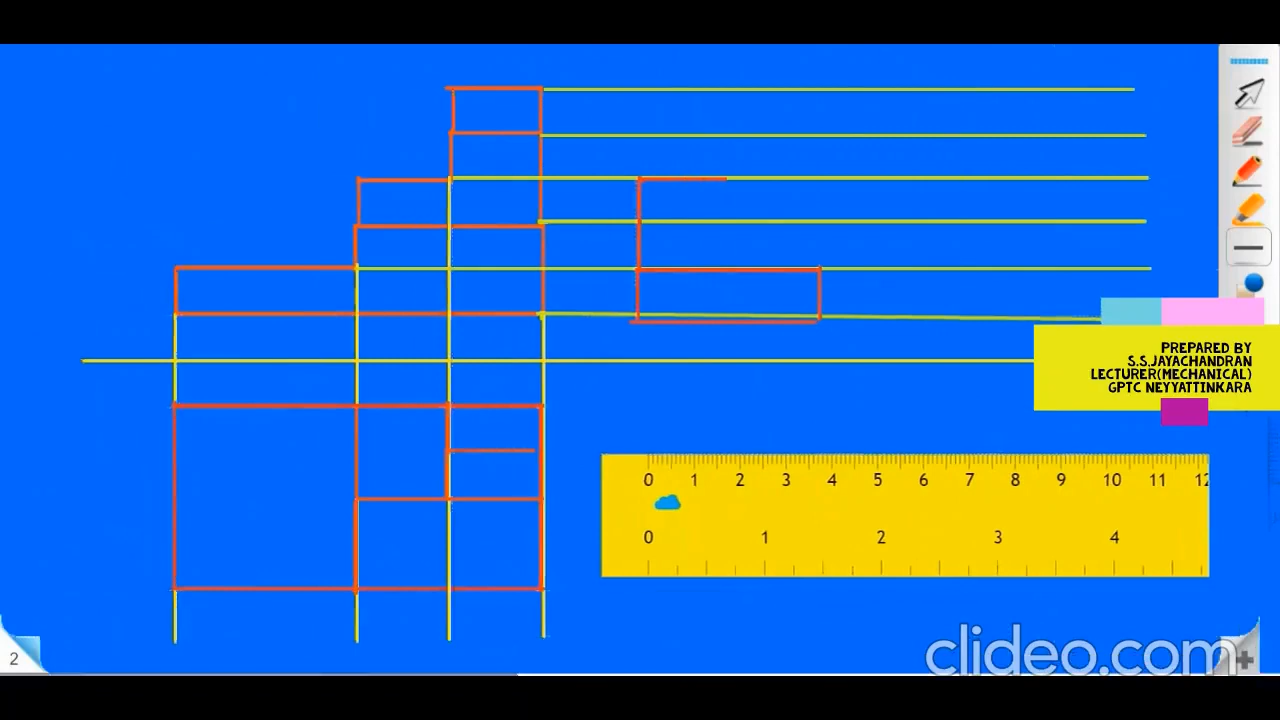 PREPARED BY
S.S.JAYACHANDRAN
LECTURER(MECHANICAL)
GPTC NEYYATTINKARA
0 1 2 3 4 5 6 7 8 9 10 11 12
0 1 2 3 4
clideo.com
2